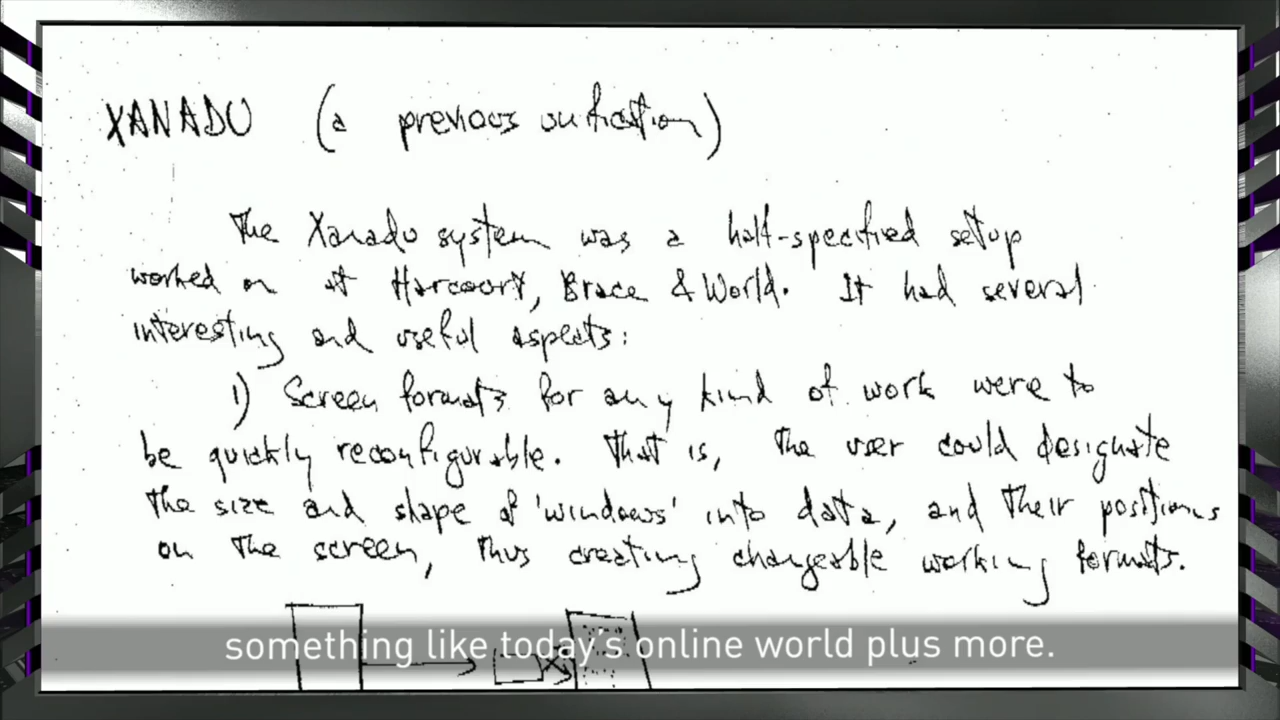 XANADU (a previous unification)
The Xanadu system was a half-specified setup
worked on at Harcourt, Brace & World. It had several
interesting and useful aspects:
1) Screen formats for any kind of work were to
be quickly reconfigurable. That is, the user could designate
the size and shape of 'windows' into data, and their positions
on the screen, thus creating changeable working formats.
something like today's online world plus more.